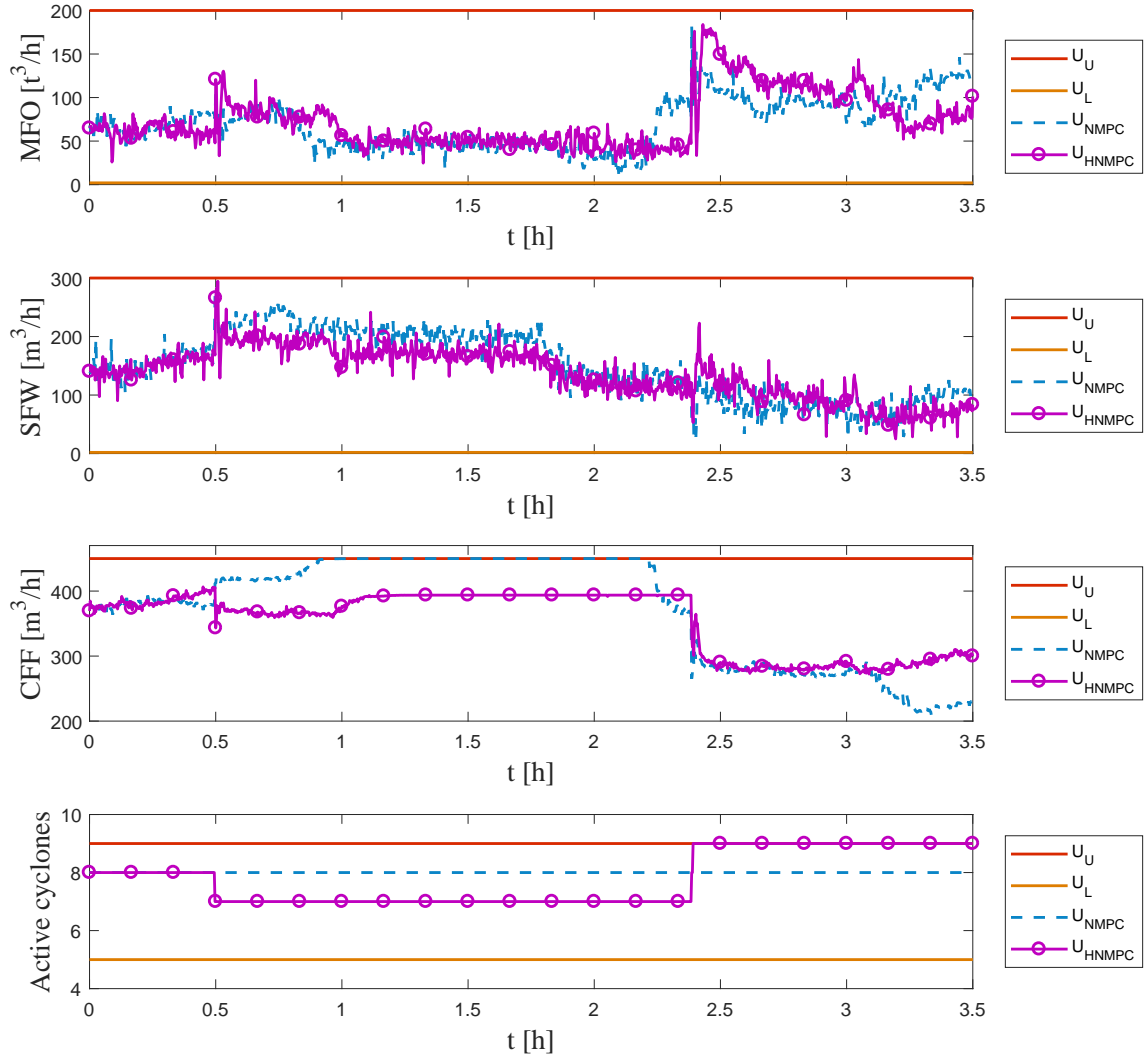 MFO [t³/h]
200
150
100
50
0
0 0.5 1 1.5 2 2.5 3 3.5
t [h]
U_U
U_L
U_NMPC
U_HNMPC
SFW [m³/h]
300
200
100
0
0 0.5 1 1.5 2 2.5 3 3.5
t [h]
U_U
U_L
U_NMPC
U_HNMPC
CFF [m³/h]
400
300
200
0 0.5 1 1.5 2 2.5 3 3.5
t [h]
U_U
U_L
U_NMPC
U_HNMPC
Active cyclones
10
8
6
4
0 0.5 1 1.5 2 2.5 3 3.5
t [h]
U_U
U_L
U_NMPC
U_HNMPC